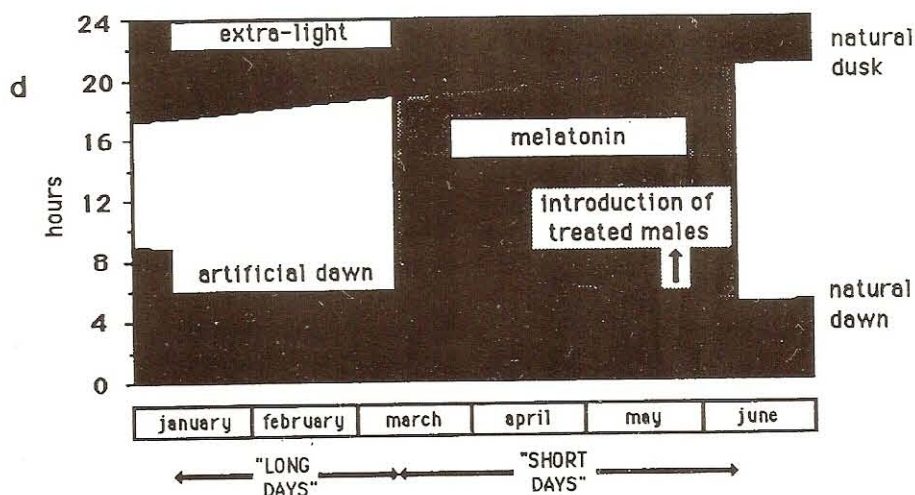 24
extra-light
natural
dusk
d
20
16
melatonin
hours
12
introduction of
treated males
8
artificial dawn
natural
dawn
4
0
january
february
march
april
may
june
"LONG
DAYS"
"SHORT
DAYS"